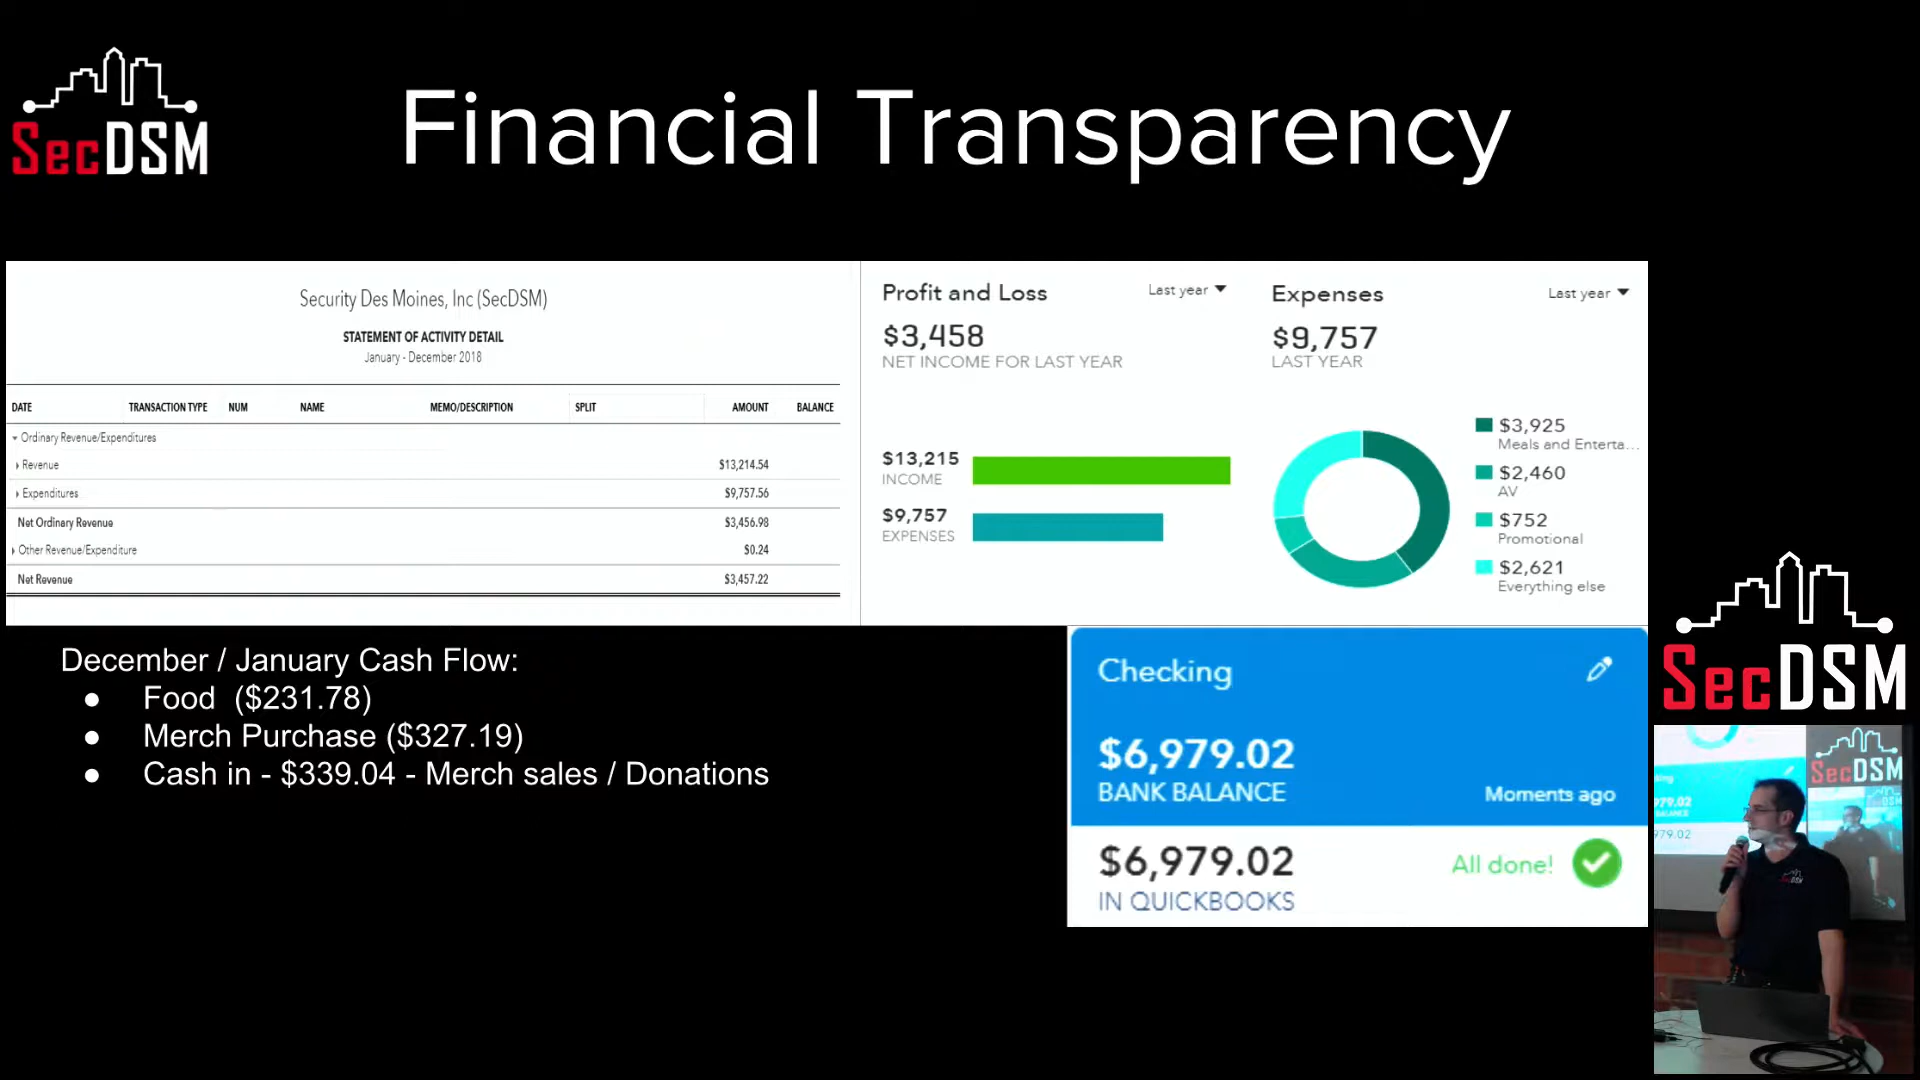 SecDSM
Financial Transparency
Security Des Moines, Inc (SecDSM)
STATEMENT OF ACTIVITY DETAIL
January - December 2018
DATE TRANSACTION TYPE NUM NAME MEMO/DESCRIPTION SPLIT AMOUNT BALANCE
Ordinary Revenue/Expenditures
Revenue $13,214.54
Expenditures $9,757.56
Net Ordinary Revenue $3,456.98
Other Revenue/Expenditure $0.24
Net Revenue $3,457.22
Profit and Loss Last year
$3,458
NET INCOME FOR LAST YEAR
$13,215
INCOME
$9,757
EXPENSES
Expenses Last year
$9,757
LAST YEAR
$3,925
Meals and Enterta...
$2,460
AV
$752
Promotional
$2,621
Everything else
December / January Cash Flow:
● Food ($231.78)
● Merch Purchase ($327.19)
● Cash in - $339.04 - Merch sales / Donations
Checking
$6,979.02
BANK BALANCE Moments ago
$6,979.02 All done!
IN QUICKBOOKS
SecDSM
SecDSM
979.02
979.02